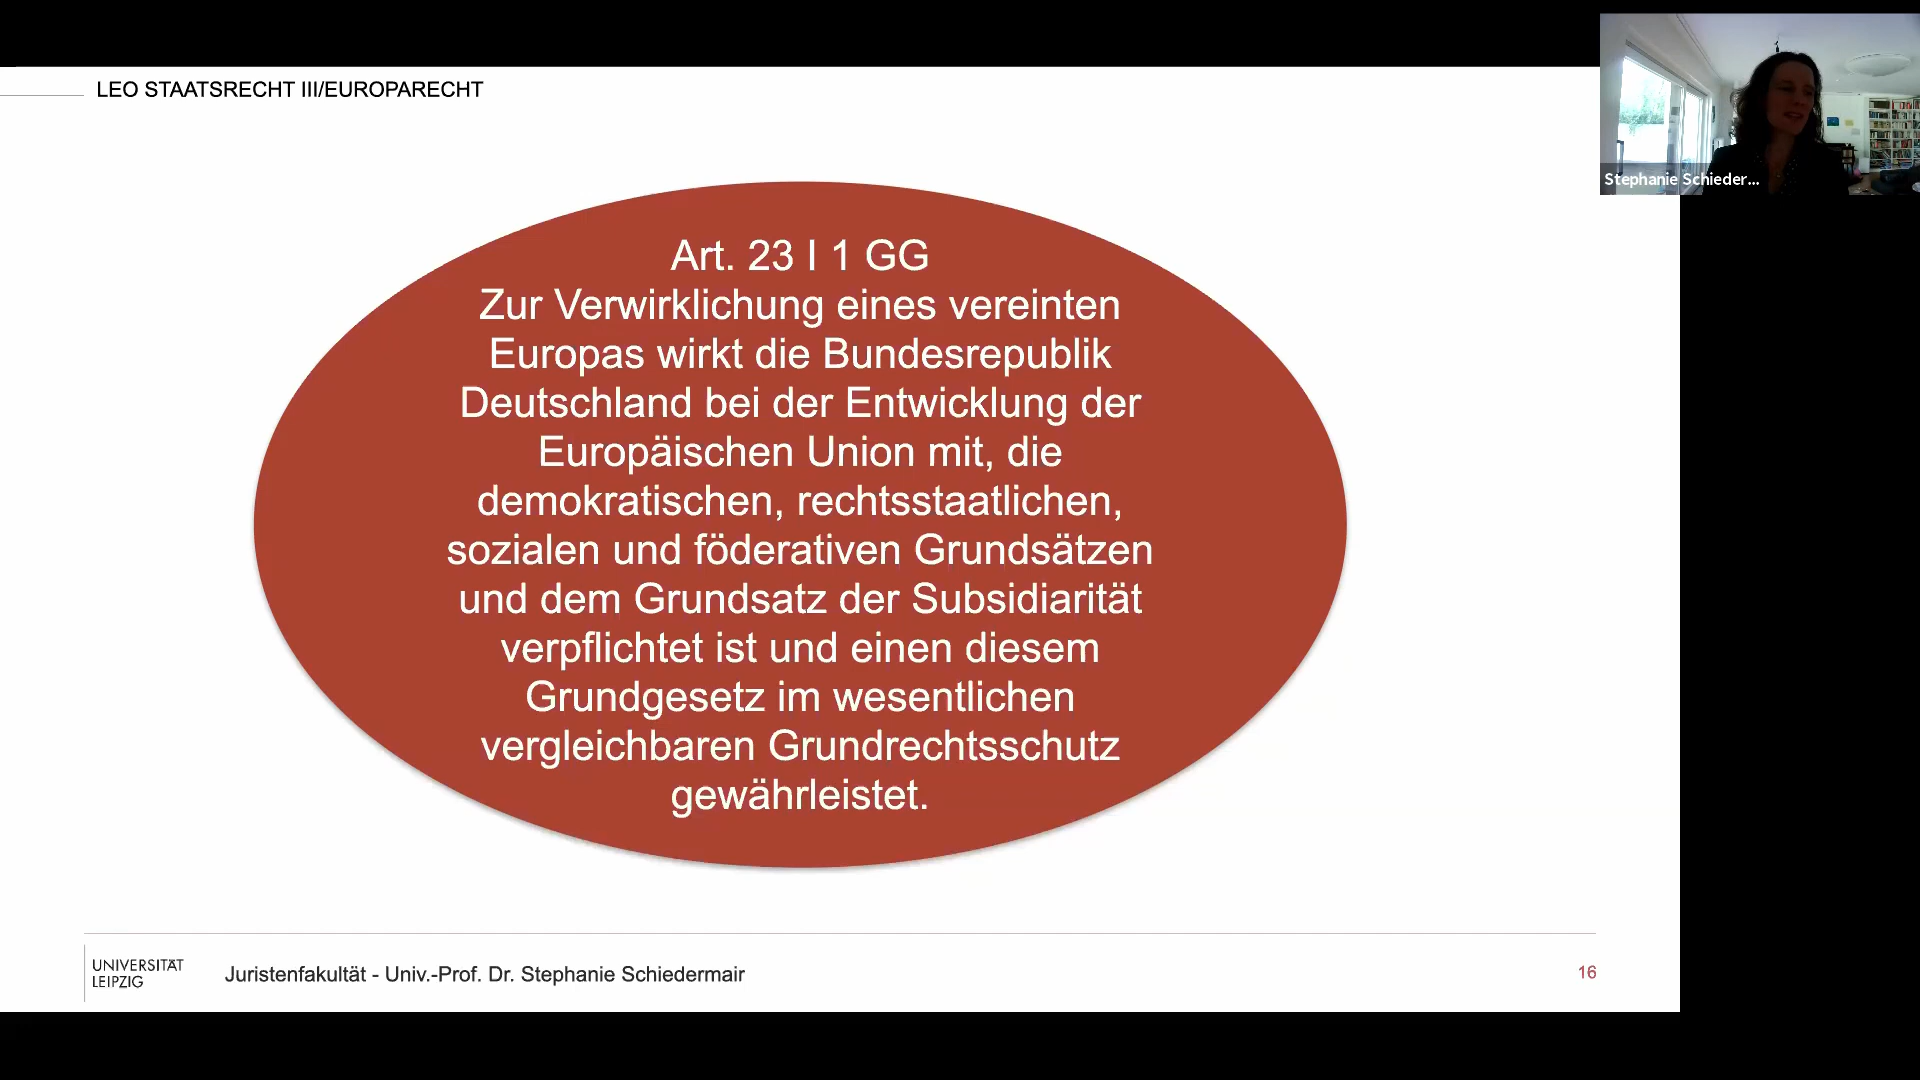 LEO STAATSRECHT III/EUROPARECHT
Stephanie Schieder...
Art. 23 I 1 GG
Zur Verwirklichung eines vereinten
Europas wirkt die Bundesrepublik
Deutschland bei der Entwicklung der
Europäischen Union mit, die
demokratischen, rechtsstaatlichen,
sozialen und föderativen Grundsätzen
und dem Grundsatz der Subsidiarität
verpflichtet ist und einen diesem
Grundgesetz im wesentlichen
vergleichbaren Grundrechtsschutz
gewährleistet.
UNIVERSITÄT
LEIPZIG
Juristenfakultät - Univ.-Prof. Dr. Stephanie Schiedermair
16